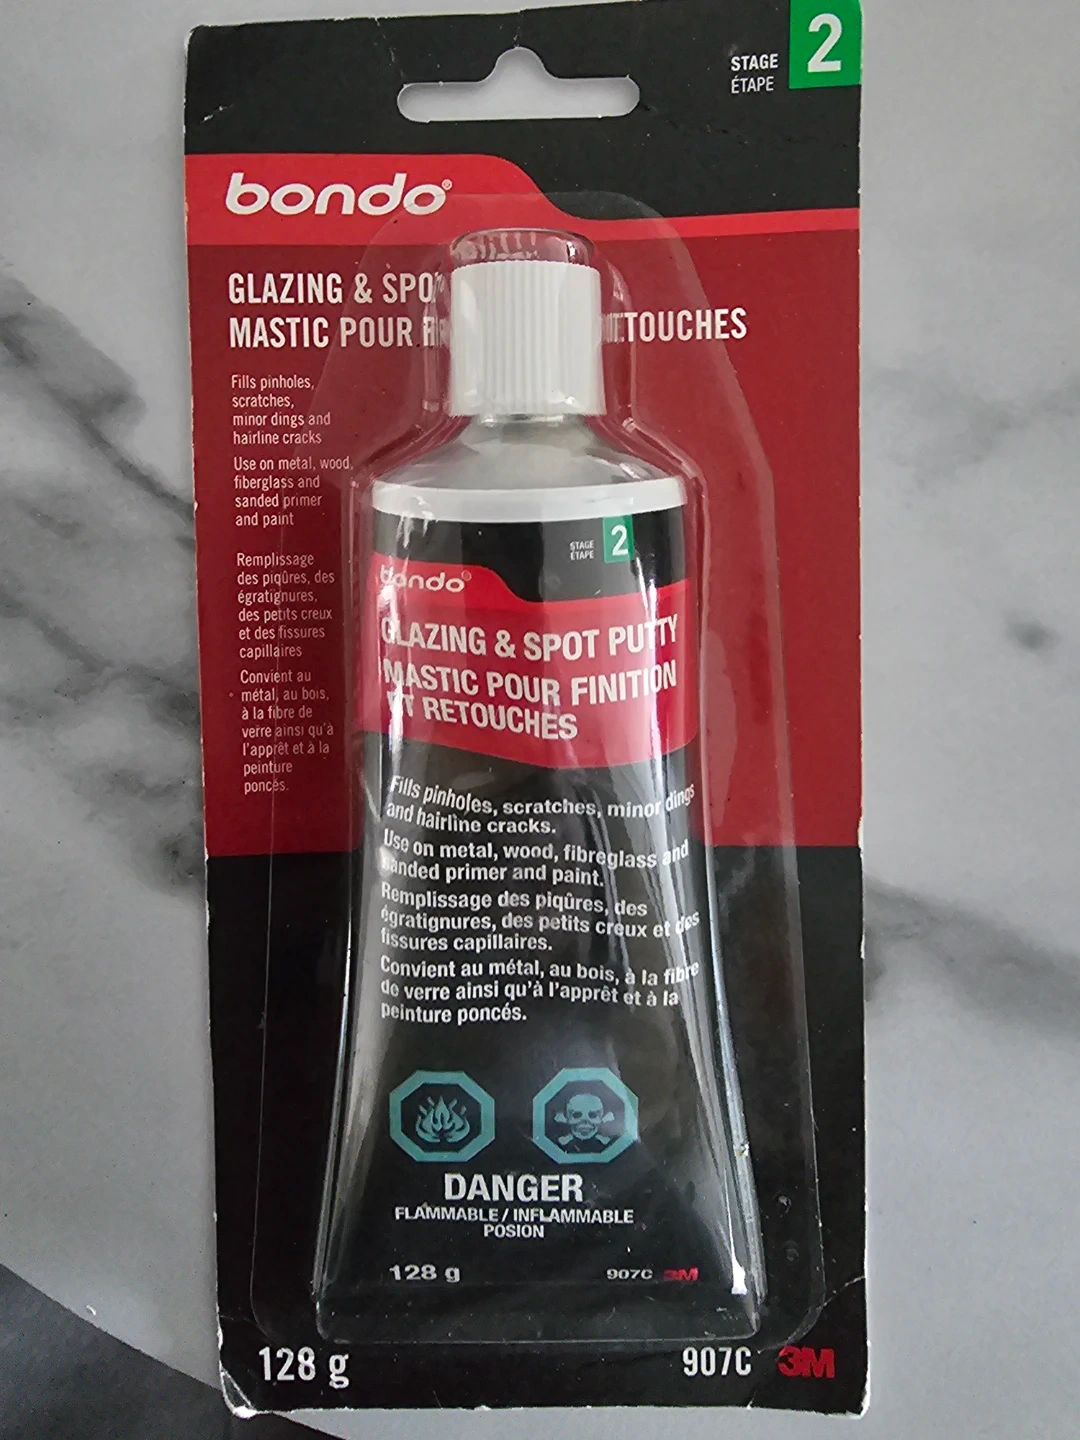 STAGE 2
ÉTAPE
bondo®
GLAZING & SPOT
MASTIC POUR RETOUCHES
Fills pinholes,
scratches,
minor dings and
hairline cracks
Use on metal, wood,
fiberglass and
sanded primer
and paint
Remplissage
des piqûres, des
égratignures,
des petits creux
et des fissures
capillaires
Convient au
métal, au bois,
à la fibre de
verre ainsi qu'à
l'apprêt et à la
peinture
poncés.
STAGE 2
ÉTAPE
bondo®
GLAZING & SPOT PUTTY
MASTIC POUR FINITION
ET RETOUCHES
Fills pinholes, scratches, minor dings
and hairline cracks.
Use on metal, wood, fibreglass and
sanded primer and paint.
Remplissage des piqûres, des
égratignures, des petits creux et des
fissures capillaires.
Convient au métal, au bois, à la fibre
de verre ainsi qu'à l'apprêt et à la
peinture poncés.
DANGER
FLAMMABLE / INFLAMMABLE
POSION
128 g 907C 3M
128 g 907C 3M